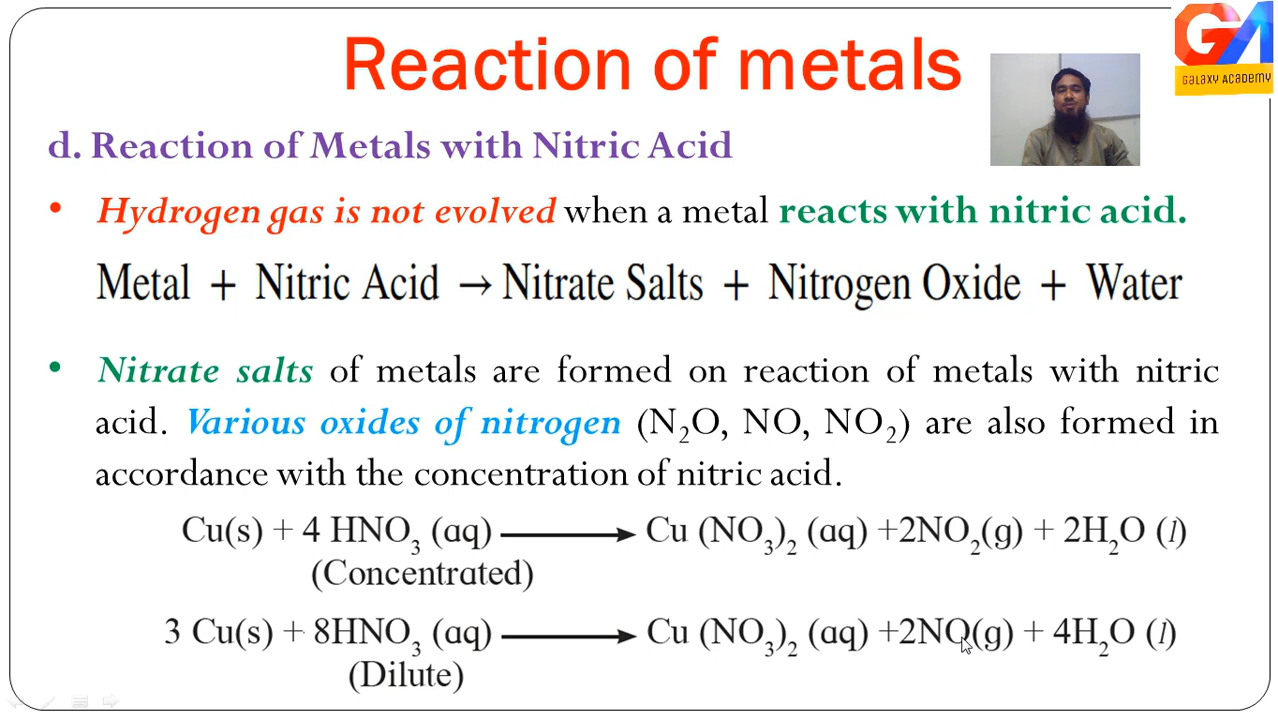 Reaction of metals
GA
GALAXY ACADEMY
d. Reaction of Metals with Nitric Acid
• Hydrogen gas is not evolved when a metal reacts with nitric acid.
Metal + Nitric Acid → Nitrate Salts + Nitrogen Oxide + Water
• Nitrate salts of metals are formed on reaction of metals with nitric
acid. Various oxides of nitrogen (N₂O, NO, NO₂) are also formed in
accordance with the concentration of nitric acid.
Cu(s) + 4 HNO₃ (aq) ⟶ Cu (NO₃)₂ (aq) +2NO₂(g) + 2H₂O (l)
(Concentrated)
3 Cu(s) + 8HNO₃ (aq) ⟶ Cu (NO₃)₂ (aq) +2NO(g) + 4H₂O (l)
(Dilute)